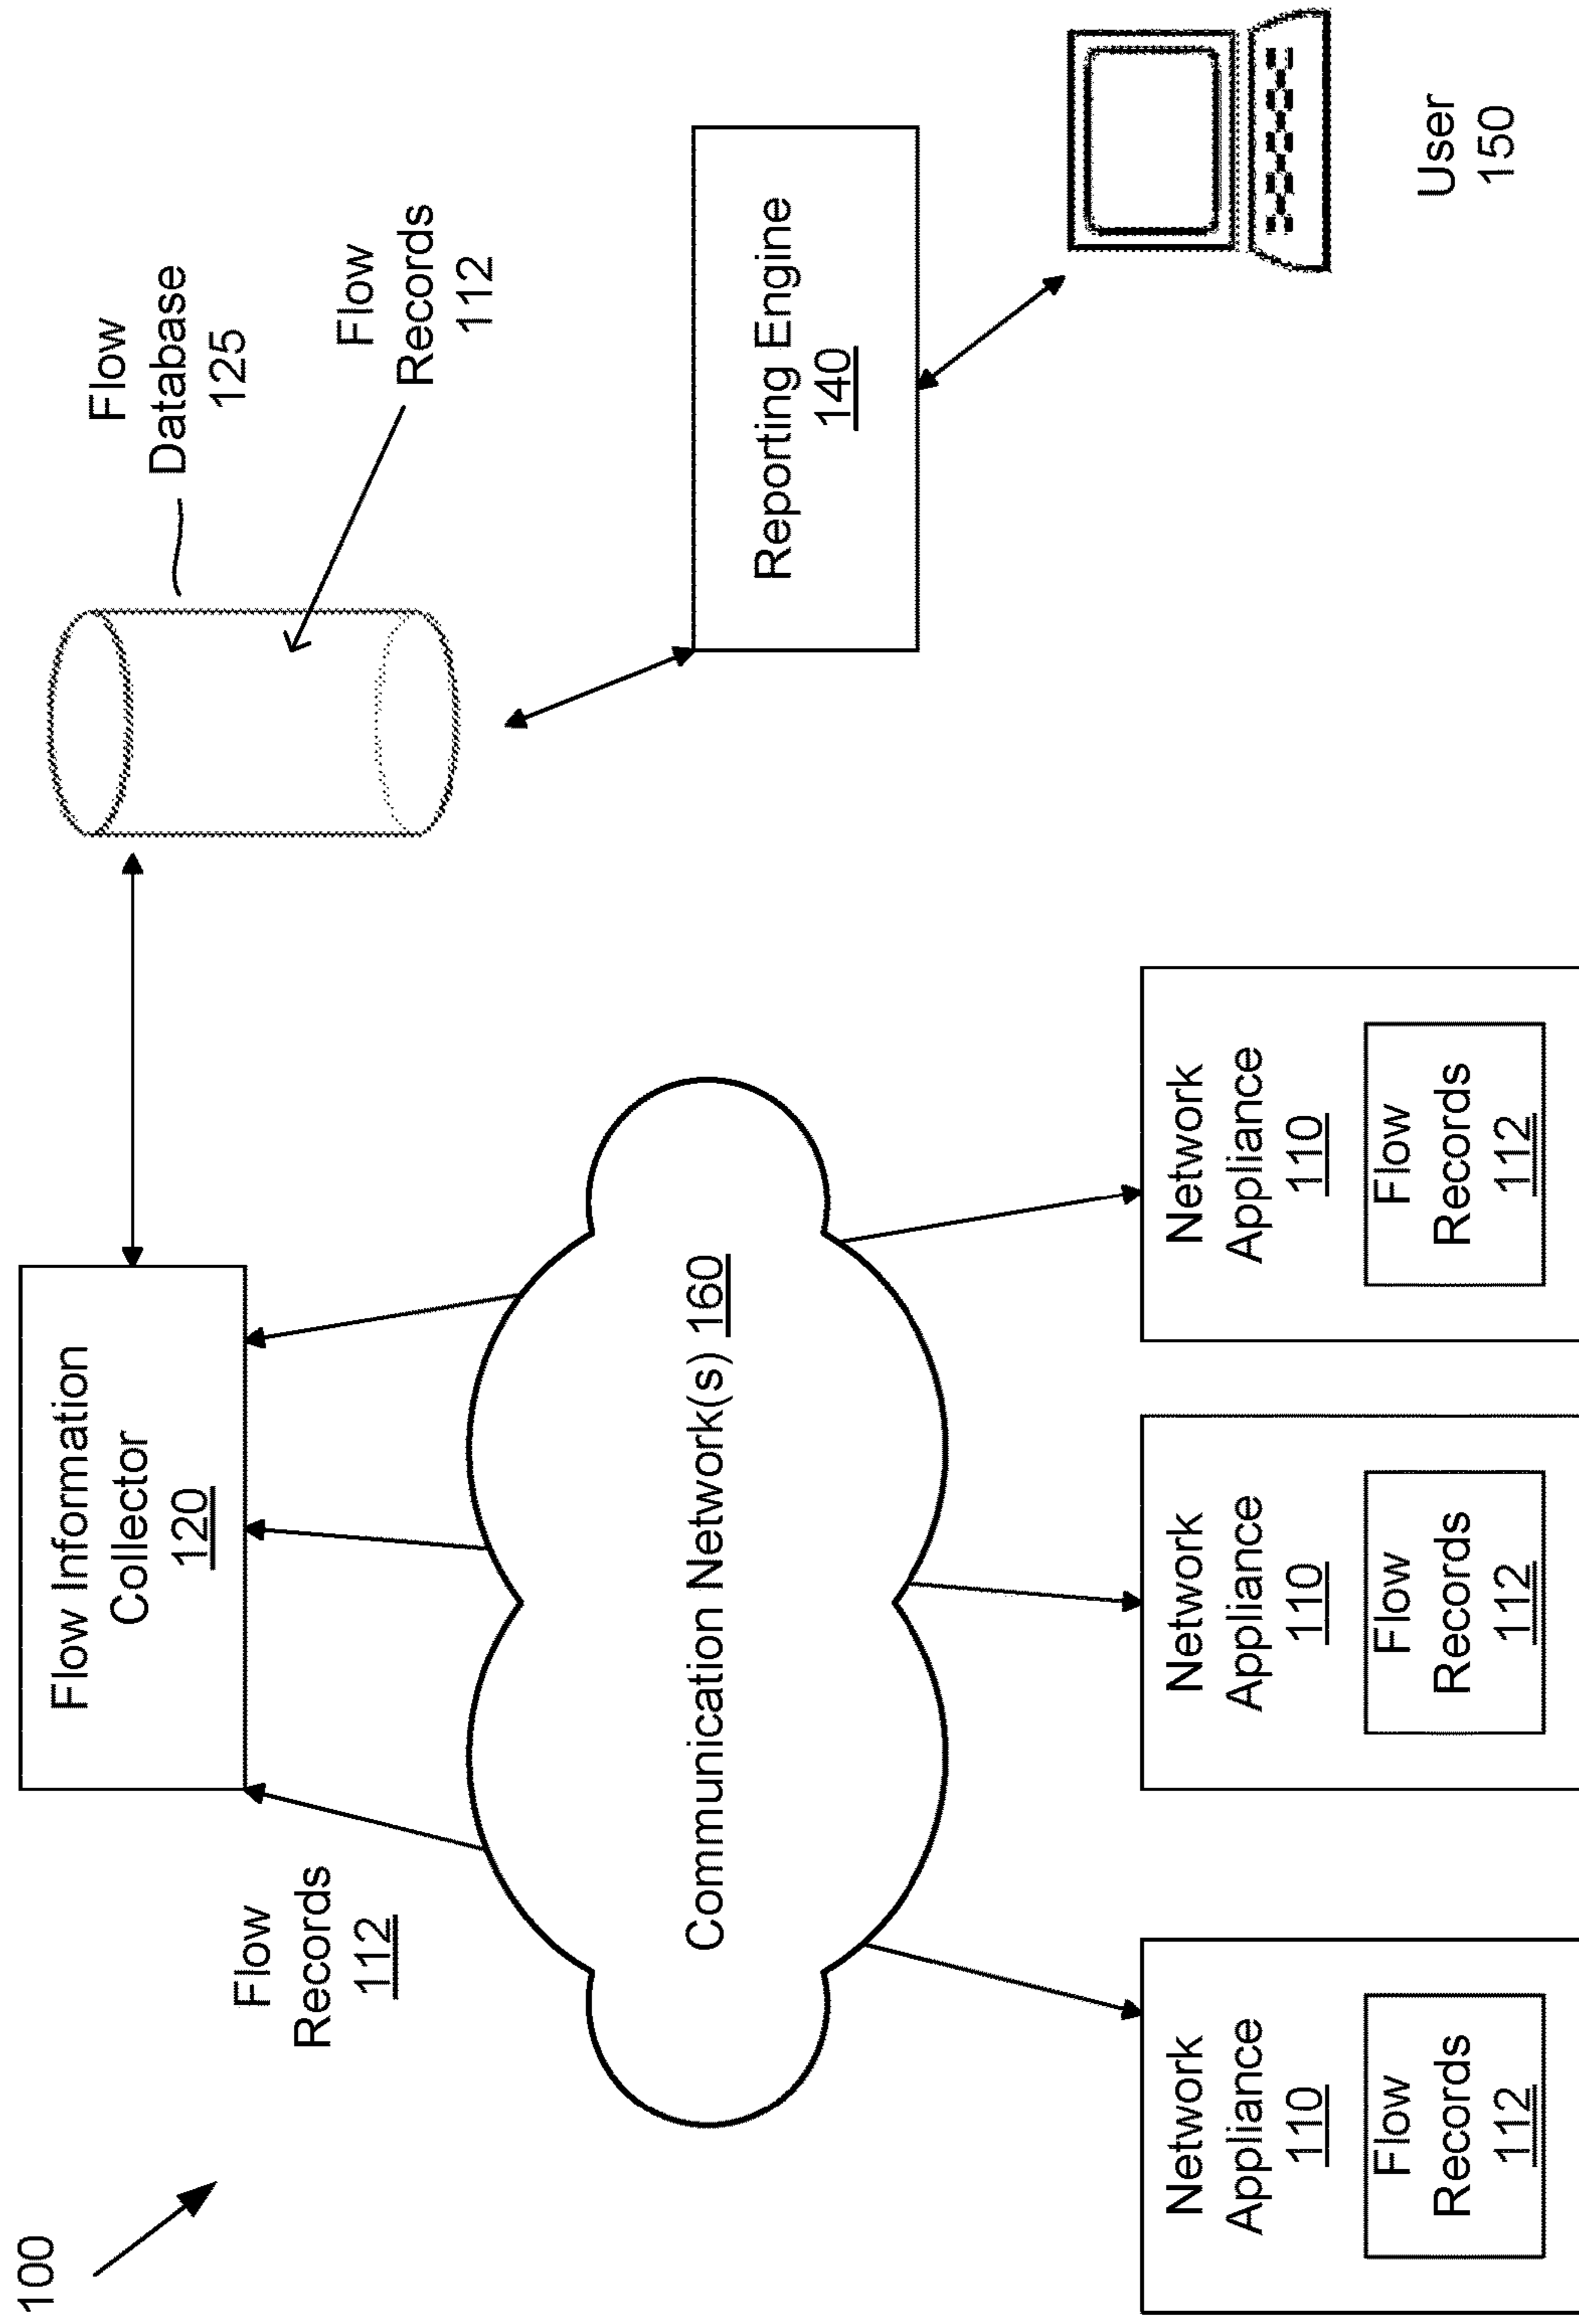 100
Flow Information
Collector
120
Flow
Database
125
Flow
Records
112
Flow
Records
112
Communication Network(s) 160
Reporting Engine
140
User
150
Network
Appliance
110
Flow
Records
112
Network
Appliance
110
Flow
Records
112
Network
Appliance
110
Flow
Records
112